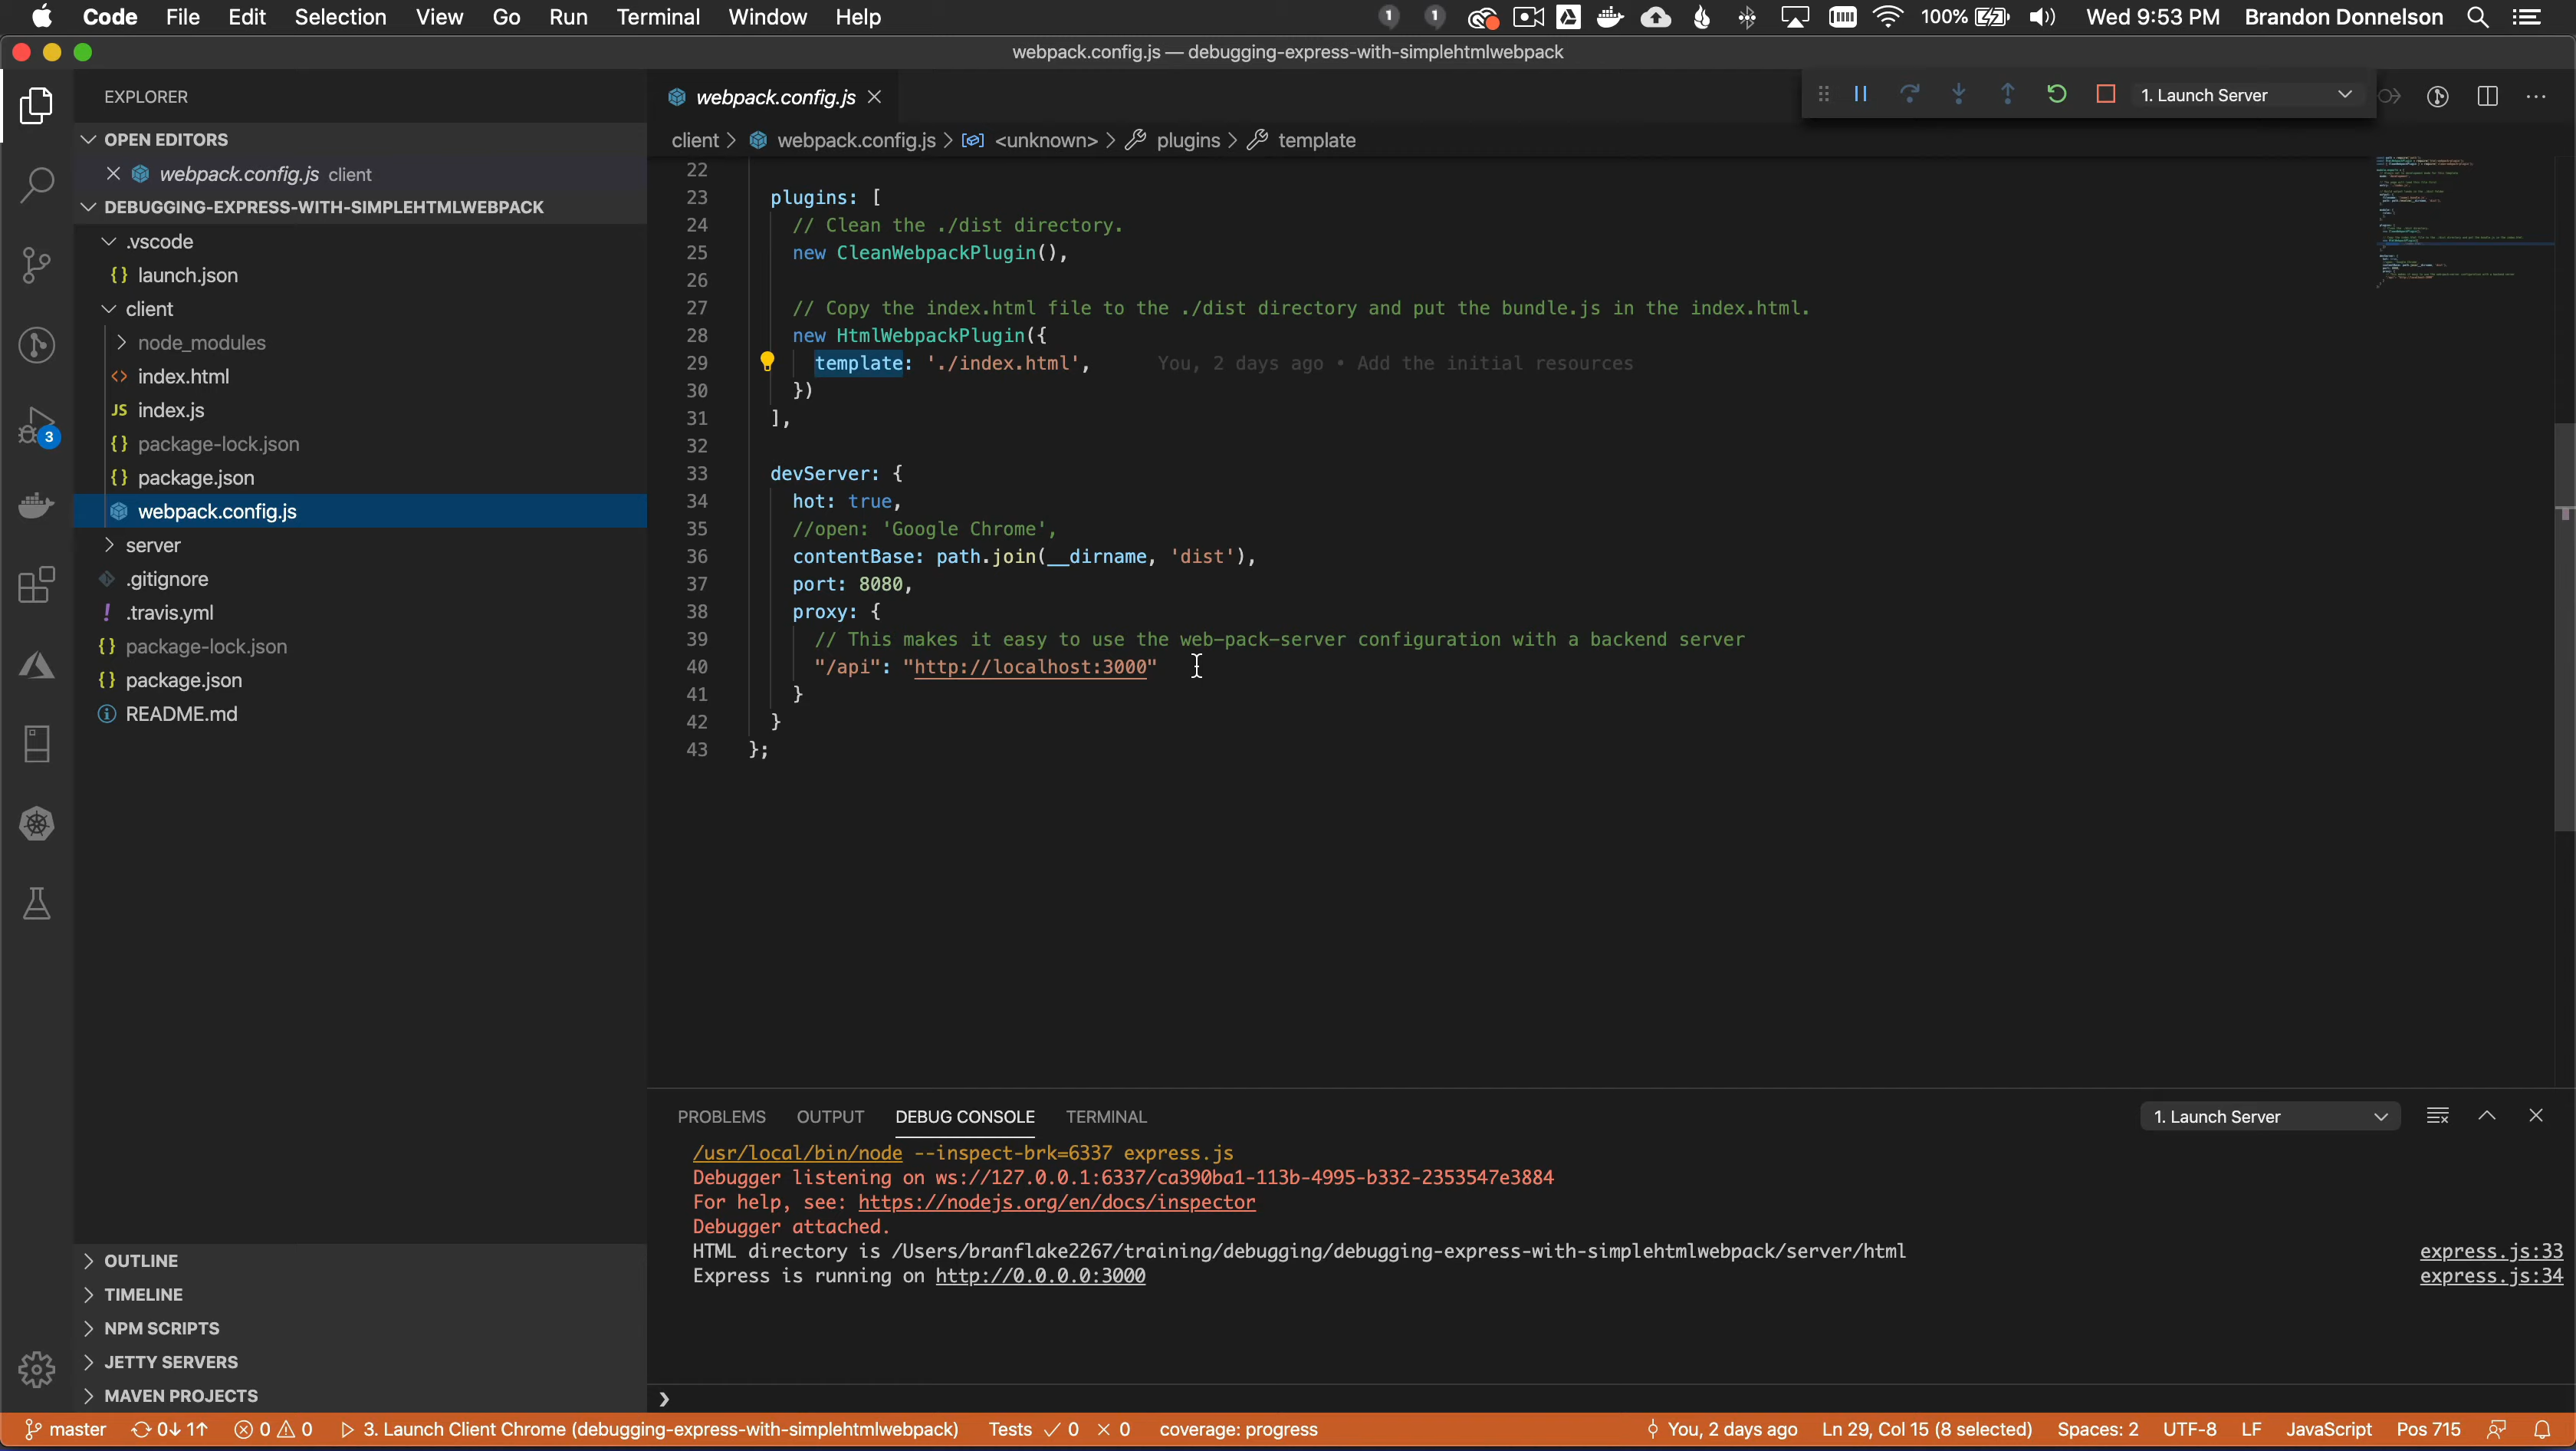 Code File Edit Selection View Go Run Terminal Window Help 100% Wed 9:53 PM Brandon Donnelson
webpack.config.js — debugging-express-with-simplehtmlwebpack
EXPLORER
OPEN EDITORS
webpack.config.js client
DEBUGGING-EXPRESS-WITH-SIMPLEHTMLWEBPACK
.vscode
{} launch.json
client
node_modules
<> index.html
JS index.js
{} package-lock.json
{} package.json
webpack.config.js
server
.gitignore
! .travis.yml
{} package-lock.json
{} package.json
README.md
3
OUTLINE
TIMELINE
NPM SCRIPTS
JETTY SERVERS
MAVEN PROJECTS
webpack.config.js
1. Launch Server
client > webpack.config.js > <unknown> > plugins > template
22
23 plugins: [
24 // Clean the ./dist directory.
25 new CleanWebpackPlugin(),
26
27 // Copy the index.html file to the ./dist directory and put the bundle.js in the index.html.
28 new HtmlWebpackPlugin({
29 template: './index.html', You, 2 days ago • Add the initial resources
30 })
31 ],
32
33 devServer: {
34 hot: true,
35 //open: 'Google Chrome',
36 contentBase: path.join(__dirname, 'dist'),
37 port: 8080,
38 proxy: {
39 // This makes it easy to use the web-pack-server configuration with a backend server
40 "/api": "http://localhost:3000"
41 }
42 }
43 };
PROBLEMS OUTPUT DEBUG CONSOLE TERMINAL 1. Launch Server
/usr/local/bin/node --inspect-brk=6337 express.js
Debugger listening on ws://127.0.0.1:6337/ca390ba1-113b-4995-b332-2353547e3884
For help, see: https://nodejs.org/en/docs/inspector
Debugger attached.
HTML directory is /Users/branflake2267/training/debugging/debugging-express-with-simplehtmlwebpack/server/html express.js:33
Express is running on http://0.0.0.0:3000 express.js:34
master 0↓ 1↑ 0 0 3. Launch Client Chrome (debugging-express-with-simplehtmlwebpack) Tests ✓ 0 × 0 coverage: progress You, 2 days ago Ln 29, Col 15 (8 selected) Spaces: 2 UTF-8 LF JavaScript Pos 715